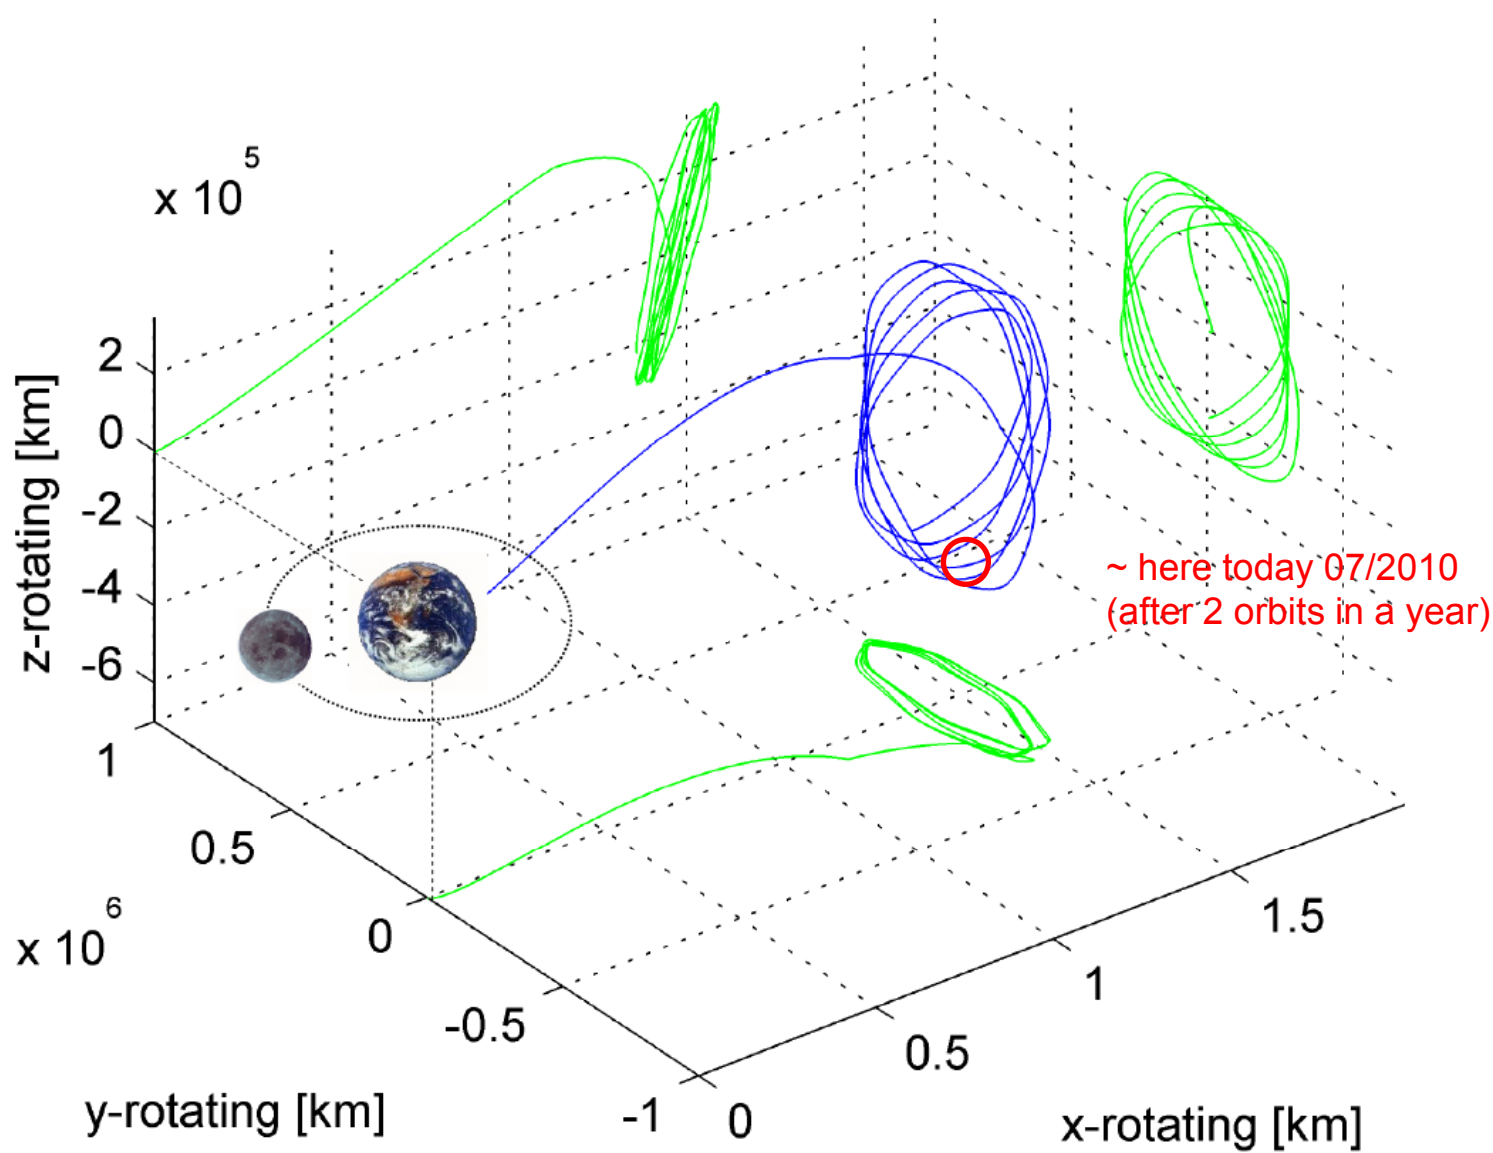 x 10^5
2
0
-2
-4
-6
z-rotating [km]
~ here today 07/2010
(after 2 orbits in a year)
1
0.5
0
-0.5
-1
x 10^6
y-rotating [km]
0
0.5
1
1.5
x-rotating [km]